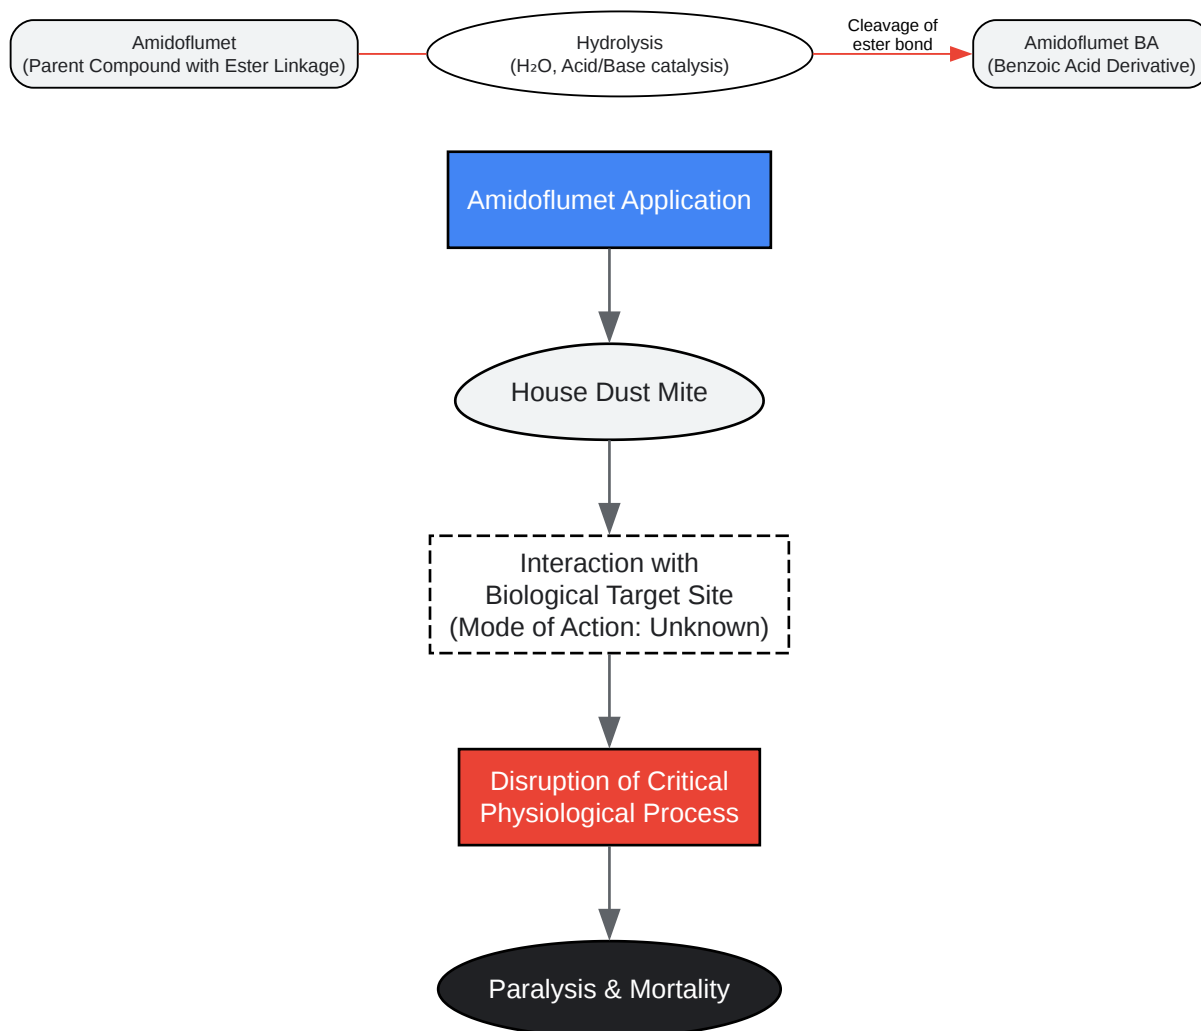 Amidoflumet
(Parent Compound with Ester Linkage)
Hydrolysis
(H₂O, Acid/Base catalysis)
Cleavage of
ester bond
Amidoflumet BA
(Benzoic Acid Derivative)
Amidoflumet Application
House Dust Mite
Interaction with
Biological Target Site
(Mode of Action: Unknown)
Disruption of Critical
Physiological Process
Paralysis & Mortality